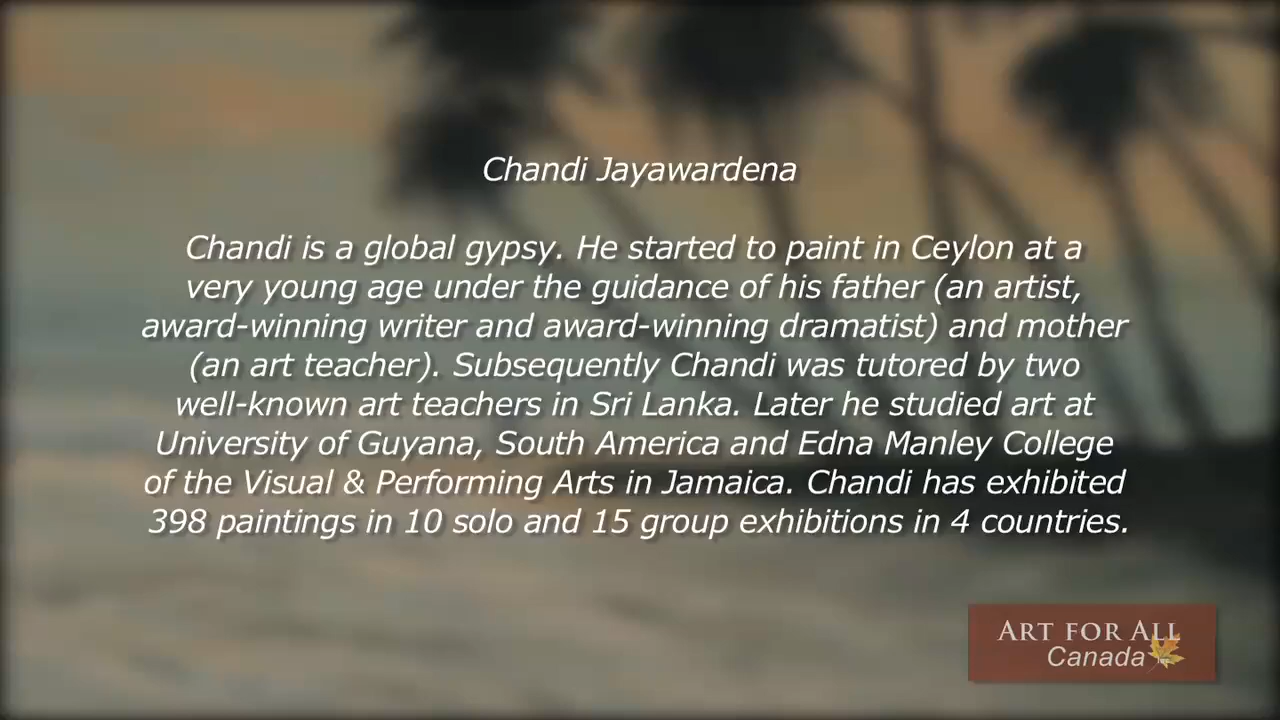 Chandi Jayawardena
Chandi is a global gypsy. He started to paint in Ceylon at a
very young age under the guidance of his father (an artist,
award-winning writer and award-winning dramatist) and mother
(an art teacher). Subsequently Chandi was tutored by two
well-known art teachers in Sri Lanka. Later he studied art at
University of Guyana, South America and Edna Manley College
of the Visual & Performing Arts in Jamaica. Chandi has exhibited
398 paintings in 10 solo and 15 group exhibitions in 4 countries.
ART FOR ALL
Canada